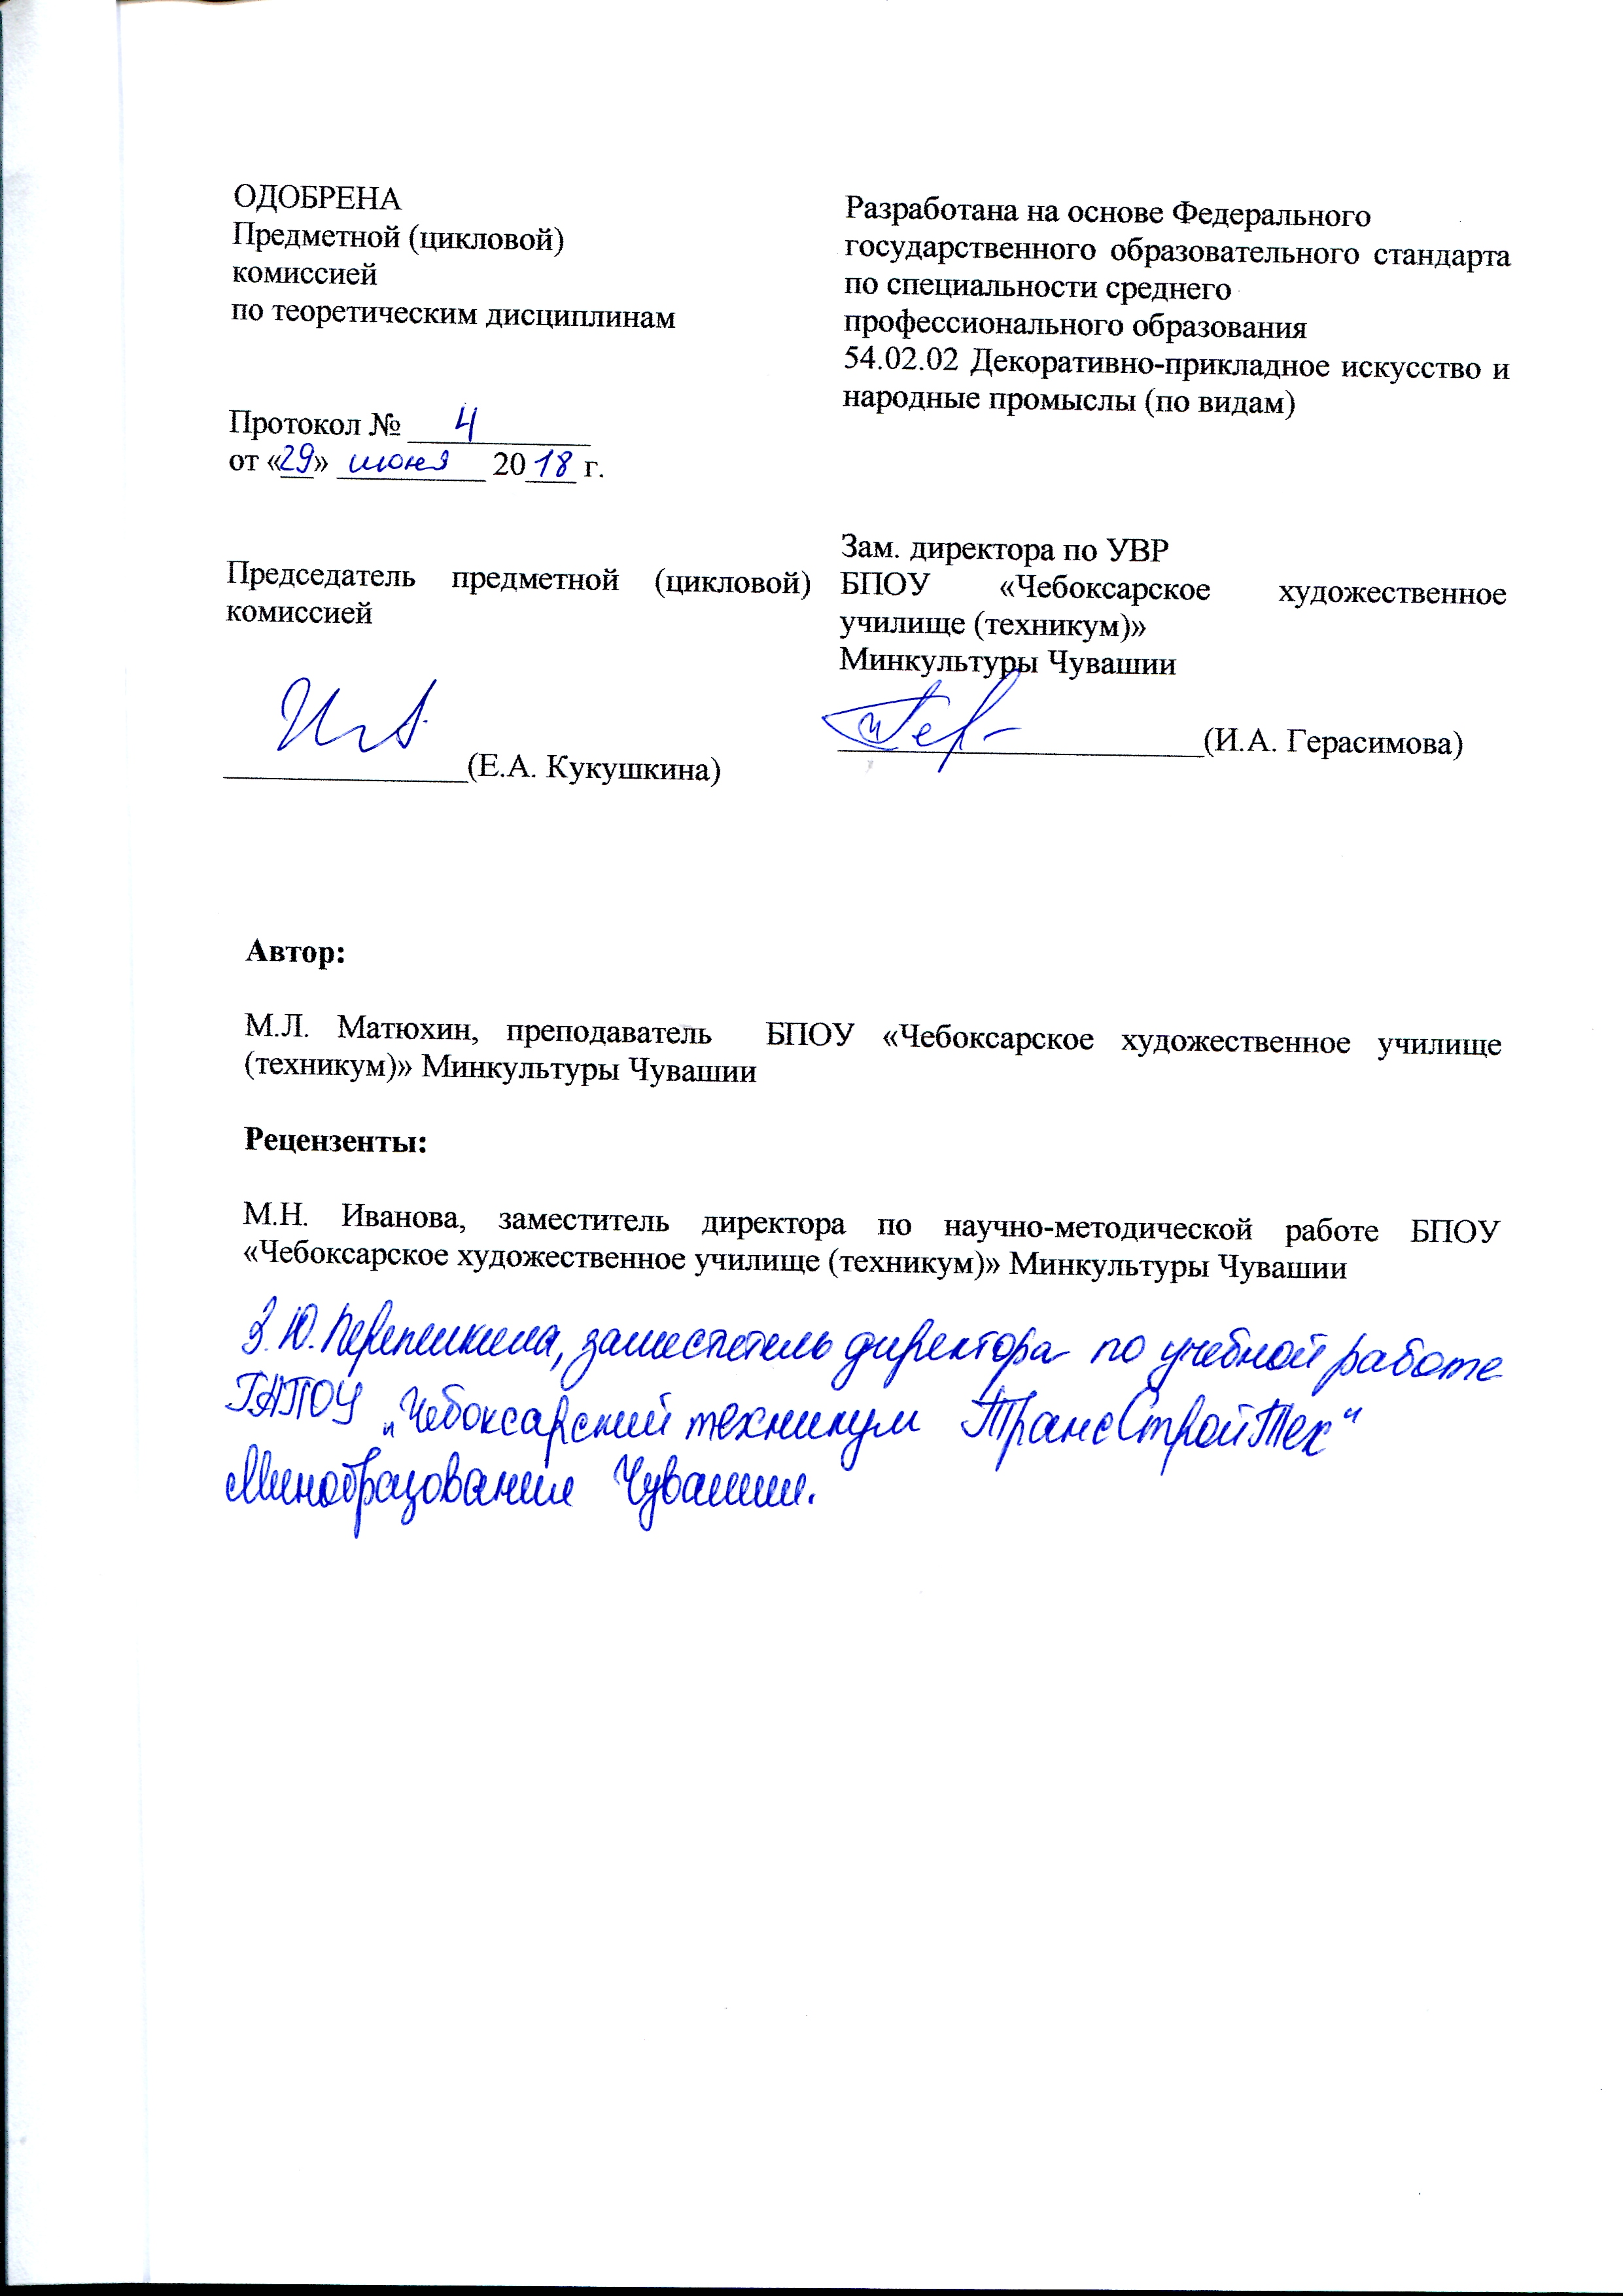 ОДОБРЕНА
Предметной (цикловой)
комиссией
по теоретическим дисциплинам
Протокол № 4
от «29» июня 2018 г.
Председатель предметной (цикловой)
комиссией
(Е.А. Кукушкина)
Разработана на основе Федерального
государственного образовательного стандарта
по специальности среднего
профессионального образования
54.02.02 Декоративно-прикладное искусство и
народные промыслы (по видам)
Зам. директора по УВР
БПОУ «Чебоксарское художественное
училище (техникум)»
Минкультуры Чувашии
(И.А. Герасимова)
Автор:
М.Л. Матюхин, преподаватель БПОУ «Чебоксарское художественное училище
(техникум)» Минкультуры Чувашии
Рецензенты:
М.Н. Иванова, заместитель директора по научно-методической работе БПОУ
«Чебоксарское художественное училище (техникум)» Минкультуры Чувашии
З.Ю. Перепелкина, заместитель директора по учебной работе
ГАПОУ „Чебоксарский техникум ТрансСтройТех“
Минобразования Чувашии.